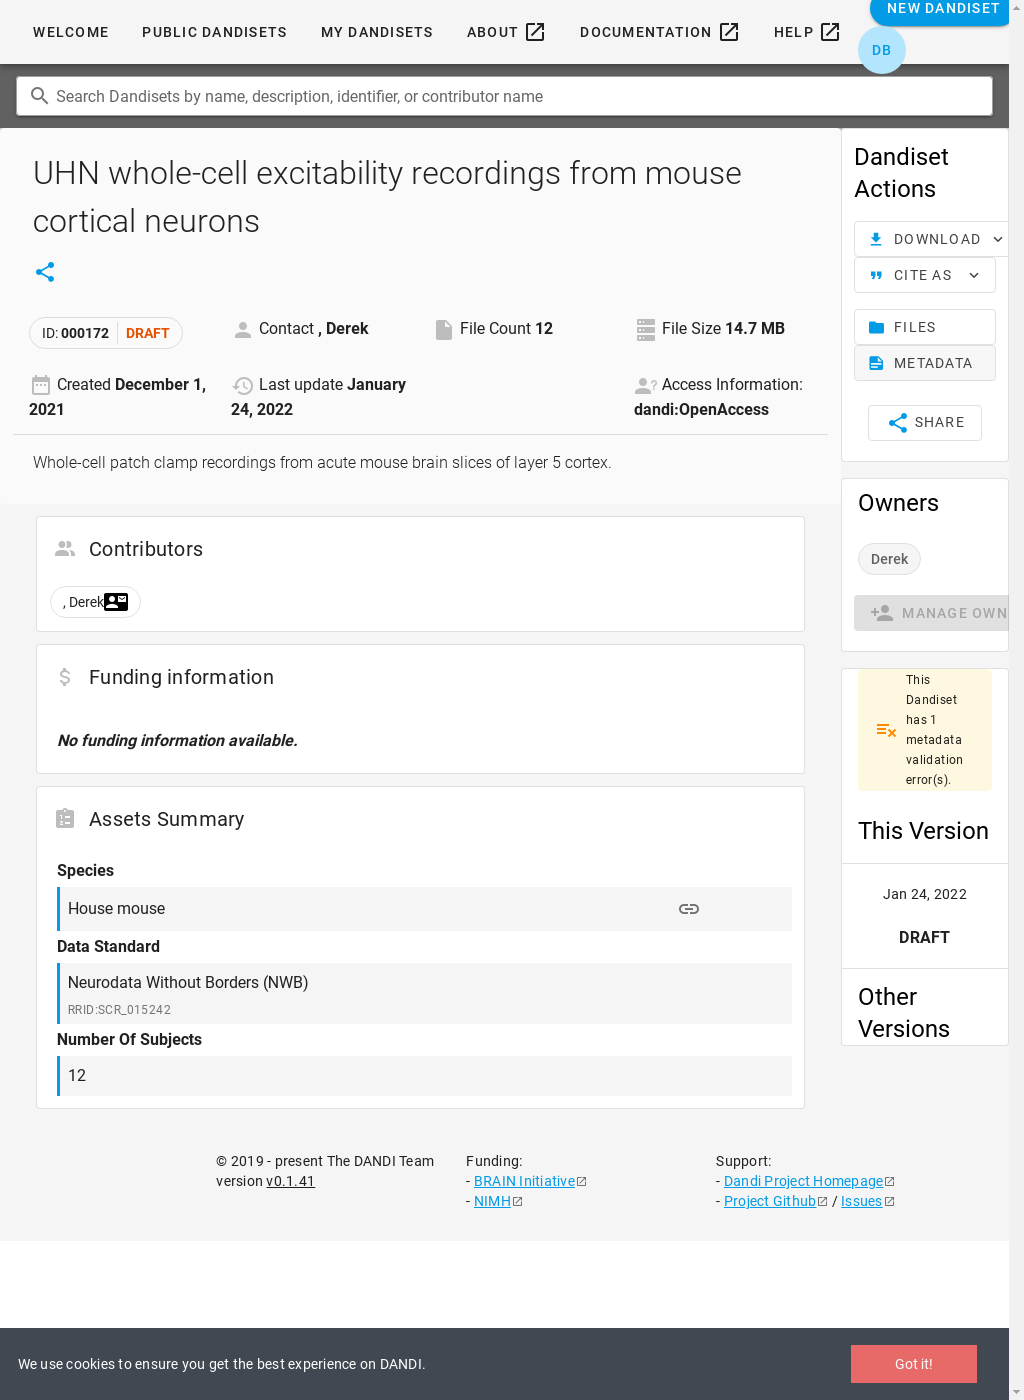 WELCOME PUBLIC DANDISETS MY DANDISETS ABOUT DOCUMENTATION HELP NEW DANDISET
DB
Search Dandisets by name, description, identifier, or contributor name
UHN whole-cell excitability recordings from mouse
cortical neurons
ID: 000172 DRAFT
Contact , Derek
File Count 12
File Size 14.7 MB
Created December 1,
2021
Last update January
24, 2022
Access Information:
dandi:OpenAccess
Whole-cell patch clamp recordings from acute mouse brain slices of layer 5 cortex.
Contributors
, Derek
Funding information
No funding information available.
Assets Summary
Species
House mouse
Data Standard
Neurodata Without Borders (NWB)
RRID:SCR_015242
Number Of Subjects
12
Dandiset
Actions
DOWNLOAD
CITE AS
FILES
METADATA
SHARE
Owners
Derek
MANAGE OWN
This
Dandiset
has 1
metadata
validation
error(s).
This Version
Jan 24, 2022
DRAFT
Other
Versions
© 2019 - present The DANDI Team
version v0.1.41
Funding:
- BRAIN Initiative
- NIMH
Support:
- Dandi Project Homepage
- Project Github / Issues
We use cookies to ensure you get the best experience on DANDI.
Got it!